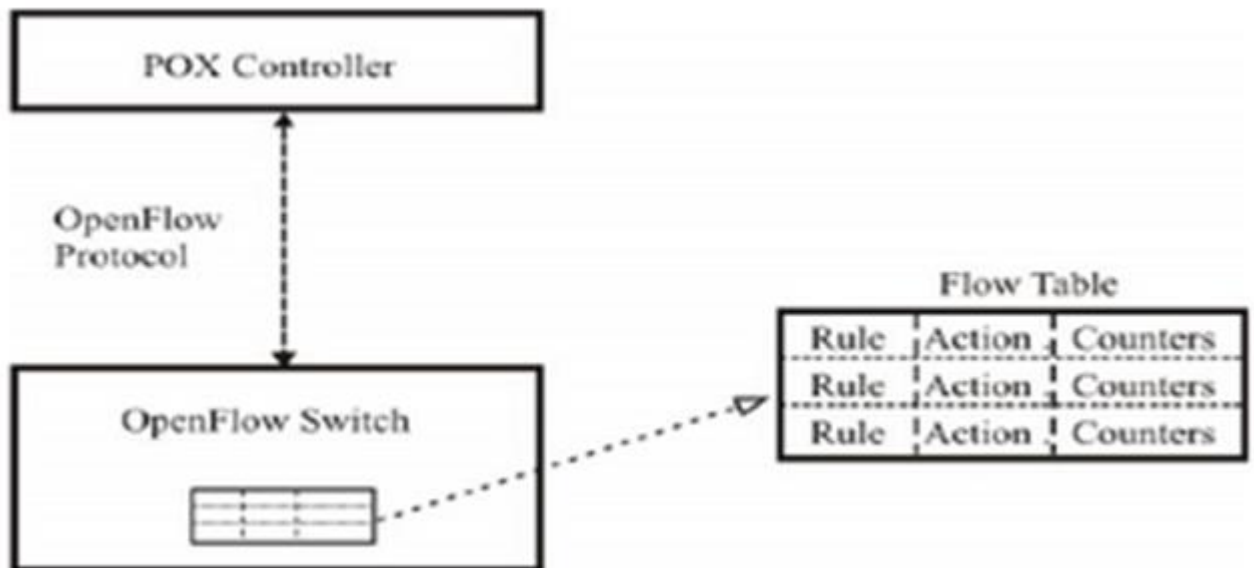 POX Controller
OpenFlow
Protocol
OpenFlow Switch
Flow Table
Rule Action Counters
Rule Action Counters
Rule Action Counters